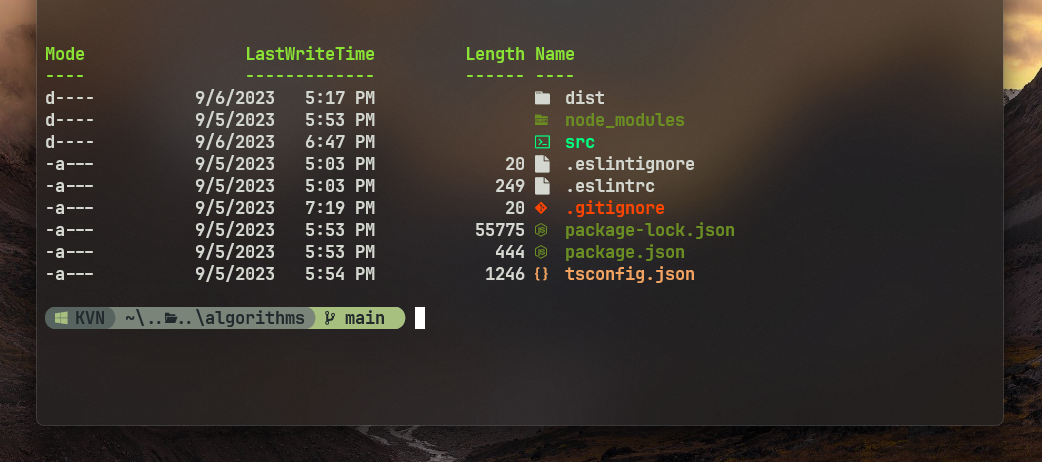 Mode                LastWriteTime         Length Name
----                -------------         ------ ----
d----          9/6/2023   5:17 PM                dist
d----          9/5/2023   5:53 PM                node_modules
d----          9/6/2023   6:47 PM                src
-a---          9/5/2023   5:03 PM             20 .eslintignore
-a---          9/5/2023   5:03 PM            249 .eslintrc
-a---          9/5/2023   7:19 PM             20 .gitignore
-a---          9/5/2023   5:53 PM          55775 package-lock.json
-a---          9/5/2023   5:53 PM            444 package.json
-a---          9/5/2023   5:54 PM           1246 {} tsconfig.json
KVN ~\....\algorithms main